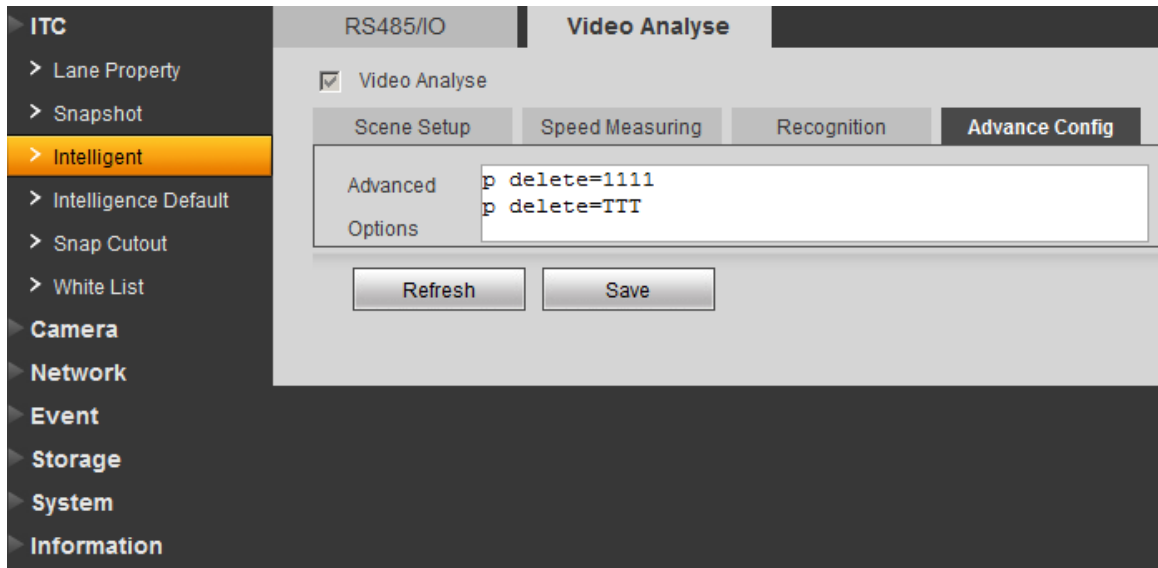 ITC
Lane Property
Snapshot
Intelligent
Intelligence Default
Snap Cutout
White List
Camera
Network
Event
Storage
System
Information
RS485/IO Video Analyse
Video Analyse
Scene Setup Speed Measuring Recognition Advance Config
Advanced Options
p delete=1111
p delete=TTT
Refresh Save